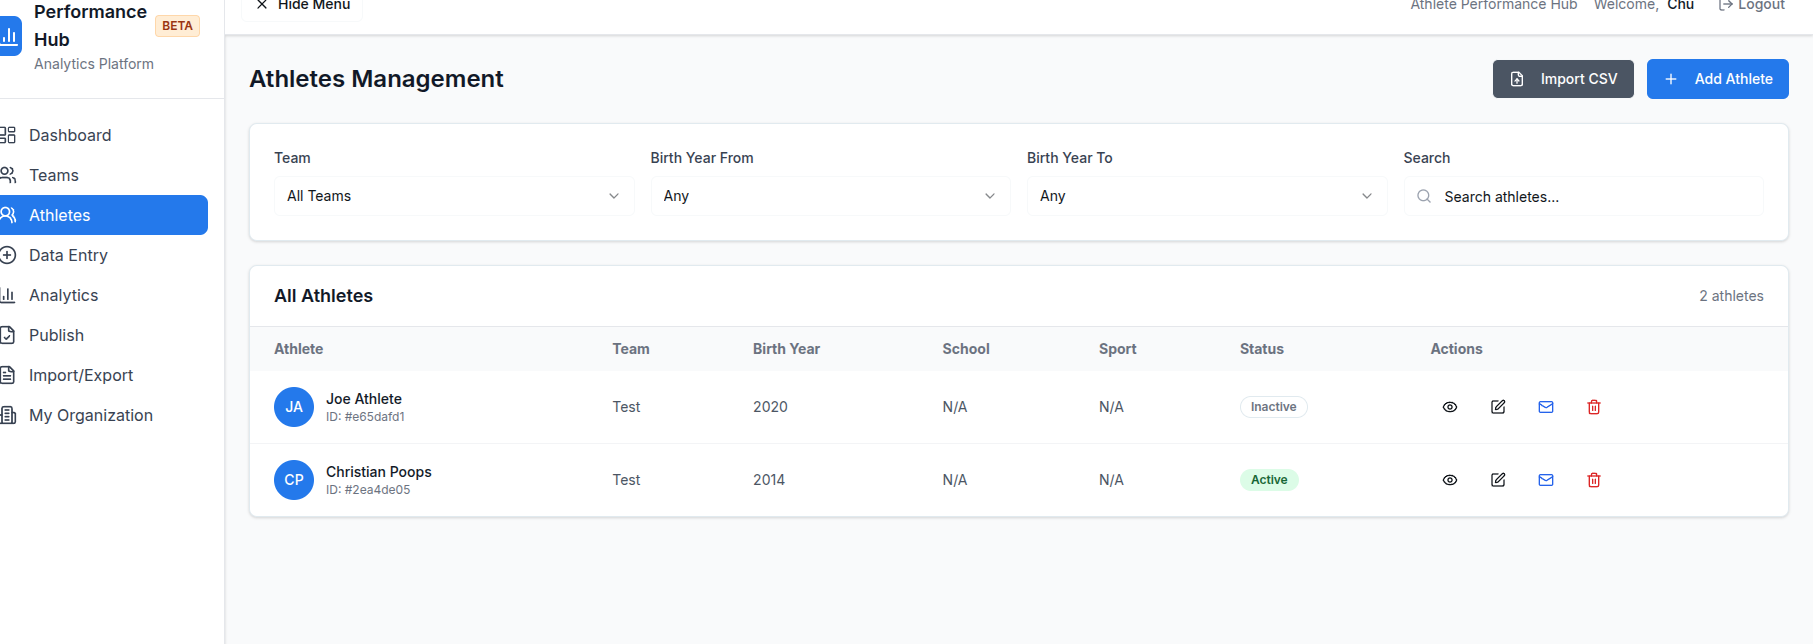 Performance
Hub
BETA
Analytics Platform
Dashboard
Teams
Athletes
Data Entry
Analytics
Publish
Import/Export
My Organization
Hide Menu
Athlete Performance Hub
Welcome, Chu
Logout
Athletes Management
Import CSV
Add Athlete
Team
Birth Year From
Birth Year To
Search
All Teams
Any
Any
Search athletes...
All Athletes
2 athletes
Athlete Team Birth Year School Sport Status Actions
JA
Joe Athlete
ID: #e65dafd1
Test 2020 N/A N/A Inactive
CP
Christian Poops
ID: #2ea4de05
Test 2014 N/A N/A Active